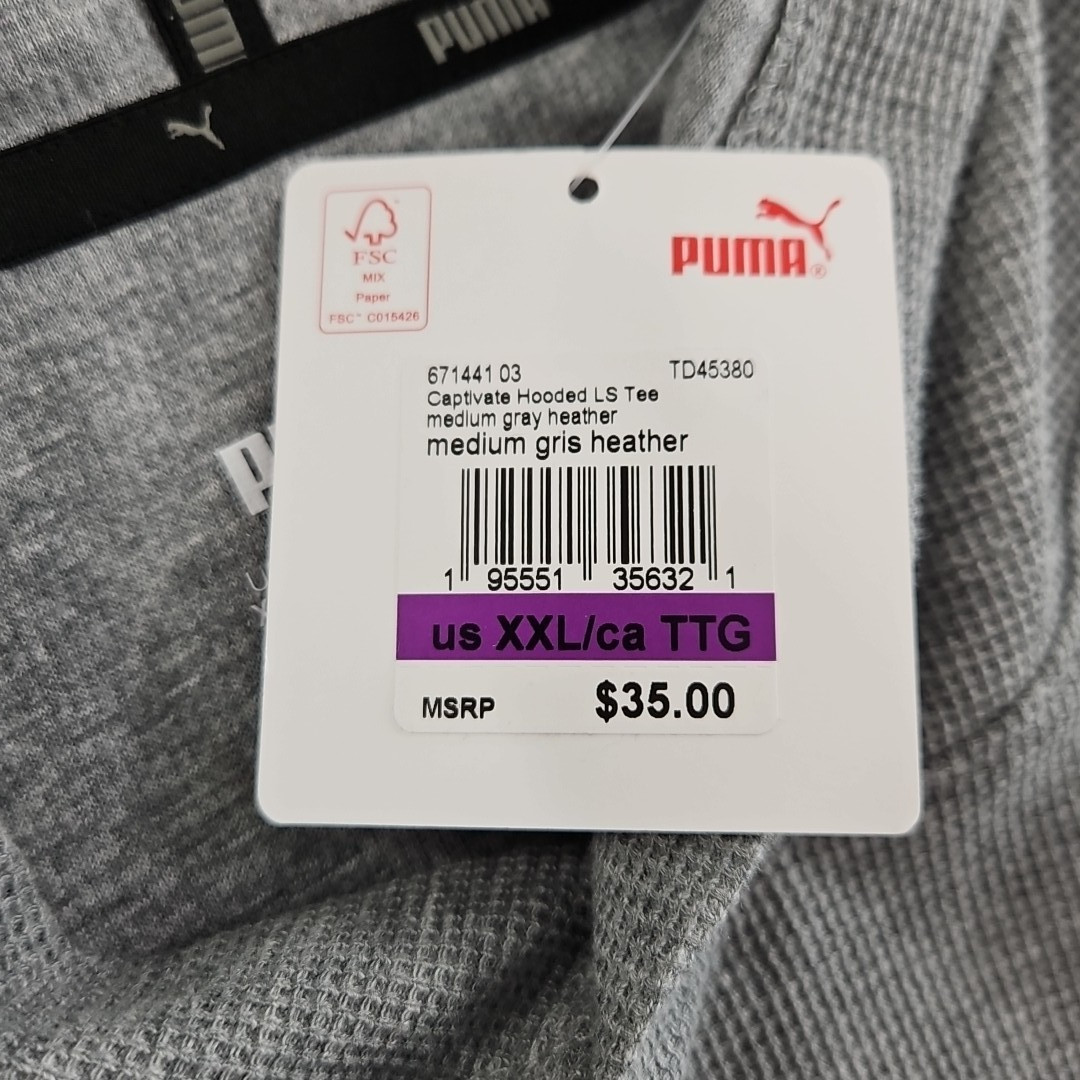 PUMA
PUMA
FSC
MIX
Paper
FSC™ C015426
PUMA®
671441 03 TD45380
Captivate Hooded LS Tee
medium gray heather
medium gris heather
1 95551 35632 1
us XXL/ca TTG
MSRP $35.00